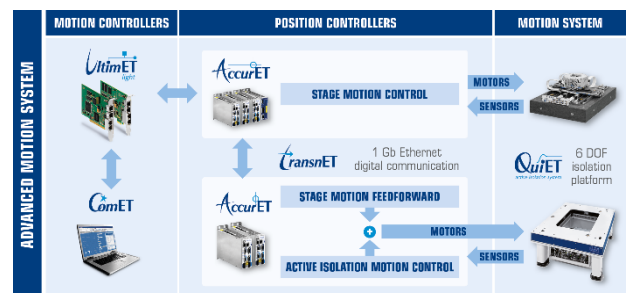 ADVANCED MOTION SYSTEM
MOTION CONTROLLERS
POSITION CONTROLLERS
MOTION SYSTEM
UltimET
light
AccurET
STAGE MOTION CONTROL
MOTORS
SENSORS
TransnET
1 Gb Ethernet
digital communication
QuiET
active isolation system
6 DOF
isolation
platform
ComET
AccurET
STAGE MOTION FEEDFORWARD
+
MOTORS
ACTIVE ISOLATION MOTION CONTROL
SENSORS